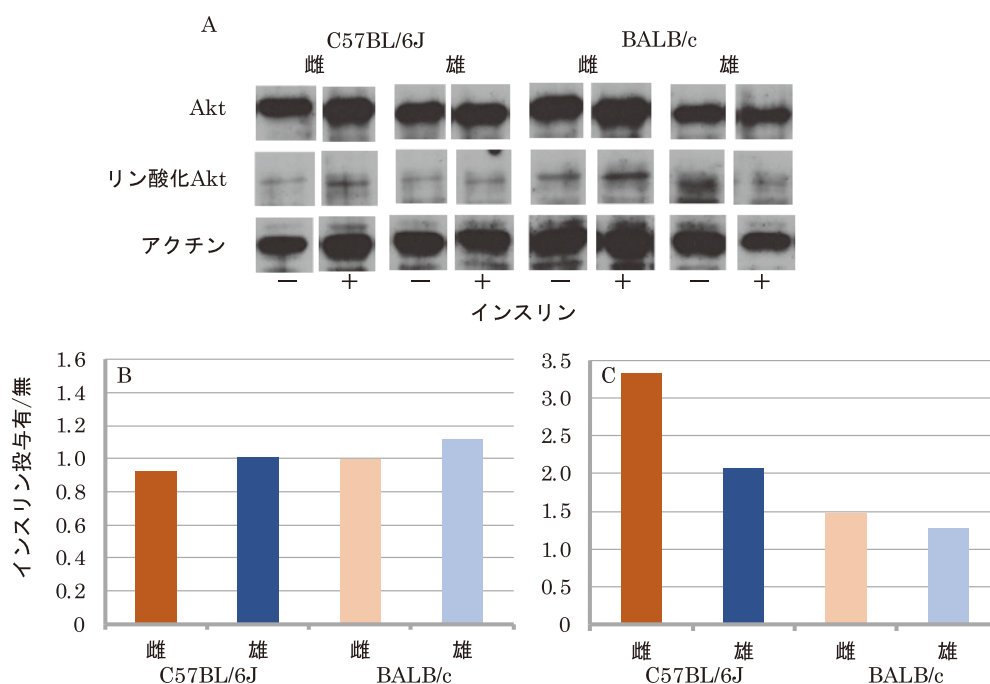 A
C57BL/6J BALB/c
雌 雄 雌 雄
Akt
リン酸化Akt
アクチン
− + − + − + − +
インスリン
インスリン投与有/無
B
1.6
1.4
1.2
1.0
0.8
0.6
0.4
0.2
0
雌 雄 雌 雄
C57BL/6J BALB/c
C
3.5
3.0
2.5
2.0
1.5
1.0
0.5
0
雌 雄 雌 雄
C57BL/6J BALB/c